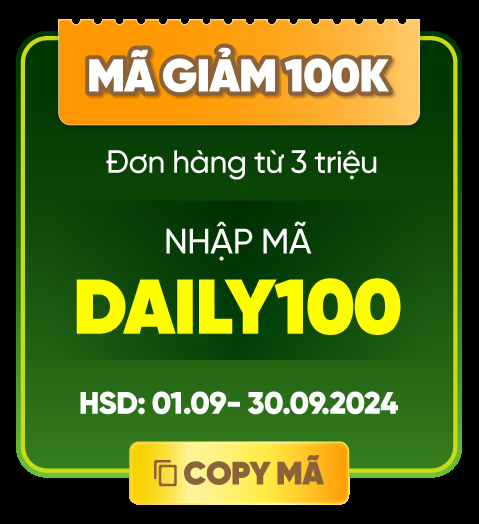 MÃ GIẢM 100K
Đơn hàng từ 3 triệu
NHẬP MÃ
DAILY100
HSD: 01.09- 30.09.2024
COPY MÃ